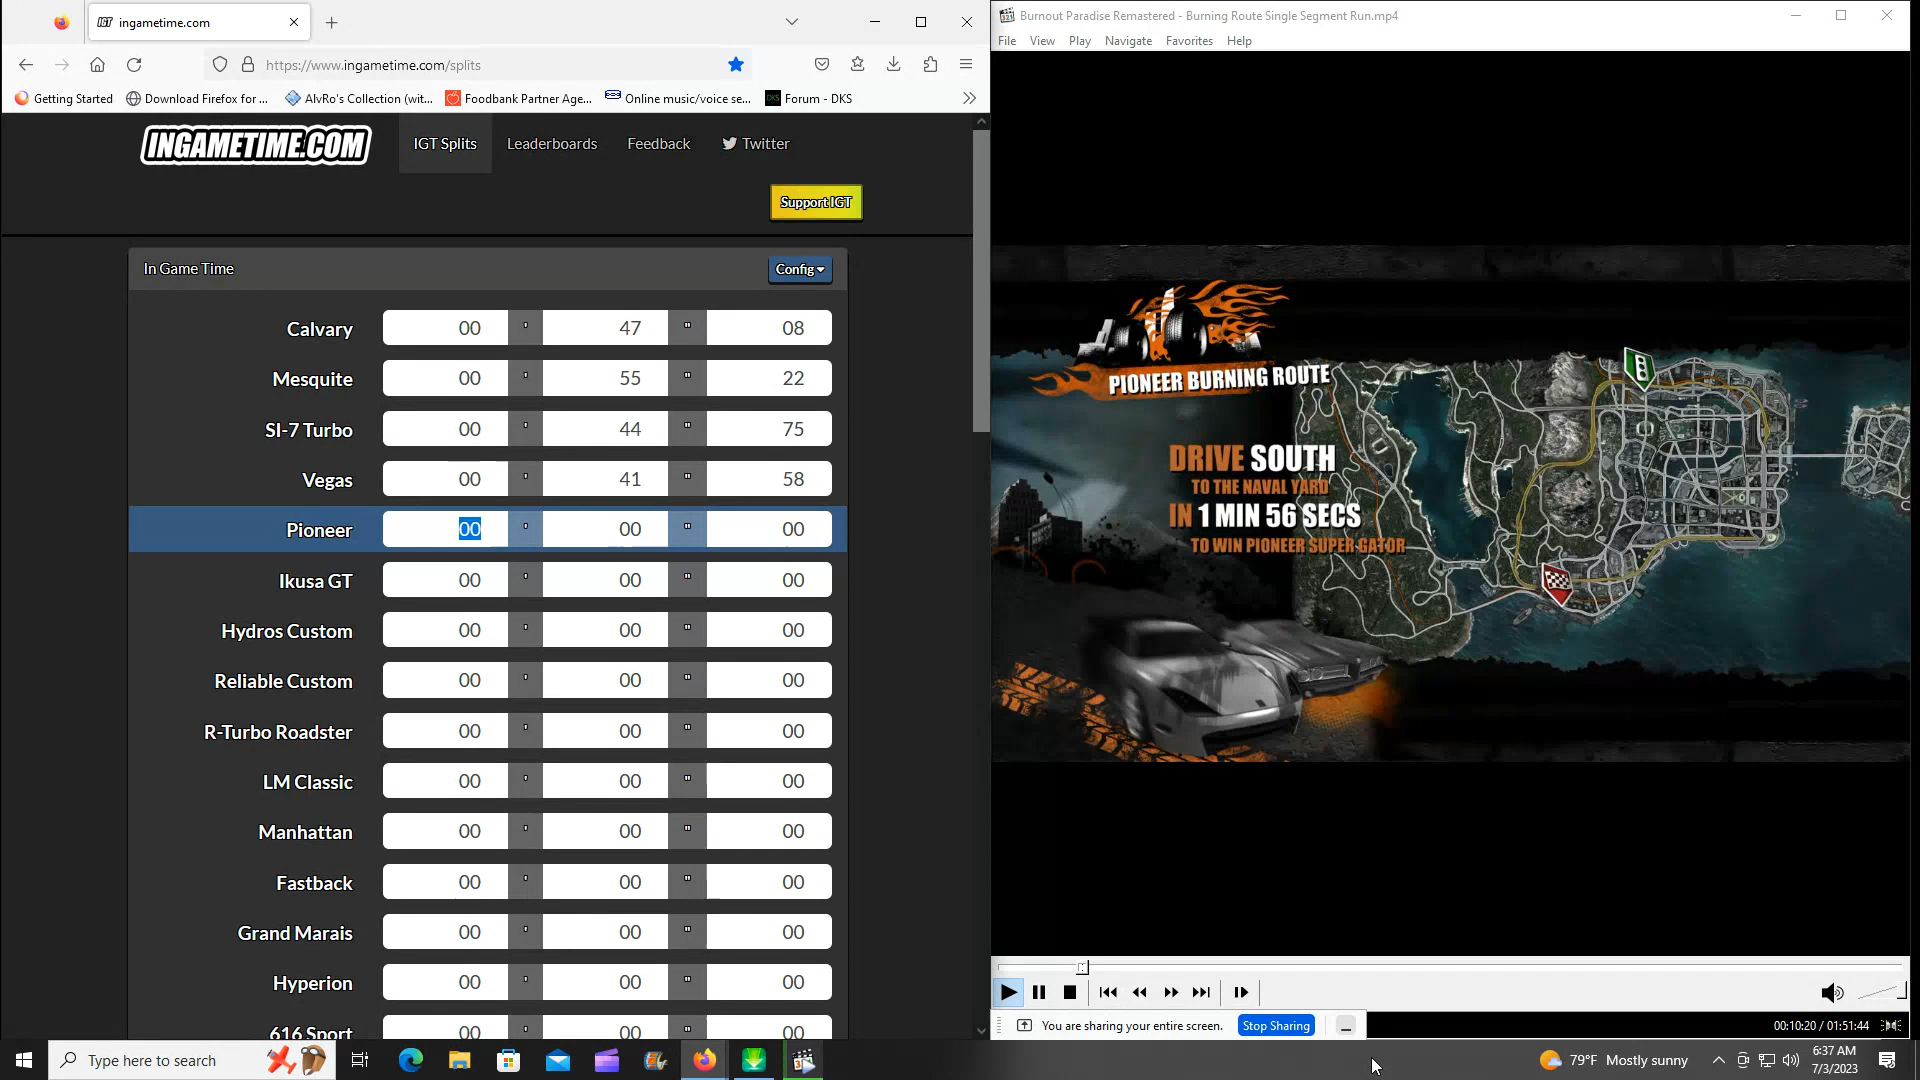 ingametime.com
Burnout Paradise Remastered - Burning Route Single Segment Run.mp4
File View Play Navigate Favorites Help
https://www.ingametime.com/splits
Getting Started
Download Firefox for ...
AlvRo's Collection (wit...
Foodbank Partner Age...
Online music/voice se...
DKS
Forum - DKS
INGAMETIME.COM
IGT Splits
Leaderboards
Feedback
Twitter
Support IGT
In Game Time
Config
Calvary 00 ' 47 " 08
Mesquite 00 ' 55 " 22
SI-7 Turbo 00 ' 44 " 75
Vegas 00 ' 41 " 58
Pioneer 00 ' 00 " 00
Ikusa GT 00 ' 00 " 00
Hydros Custom 00 ' 00 " 00
Reliable Custom 00 ' 00 " 00
R-Turbo Roadster 00 ' 00 " 00
LM Classic 00 ' 00 " 00
Manhattan 00 ' 00 " 00
Fastback 00 ' 00 " 00
Grand Marais 00 ' 00 " 00
Hyperion 00 ' 00 " 00
616 Sport 00 ' 00 " 00
PIONEER BURNING ROUTE
DRIVE SOUTH
TO THE NAVAL YARD
IN 1 MIN 56 SECS
TO WIN PIONEER SUPER GATOR
You are sharing your entire screen.
Stop Sharing
00:10:20 / 01:51:44
Type here to search
79°F Mostly sunny
6:37 AM
7/3/2023